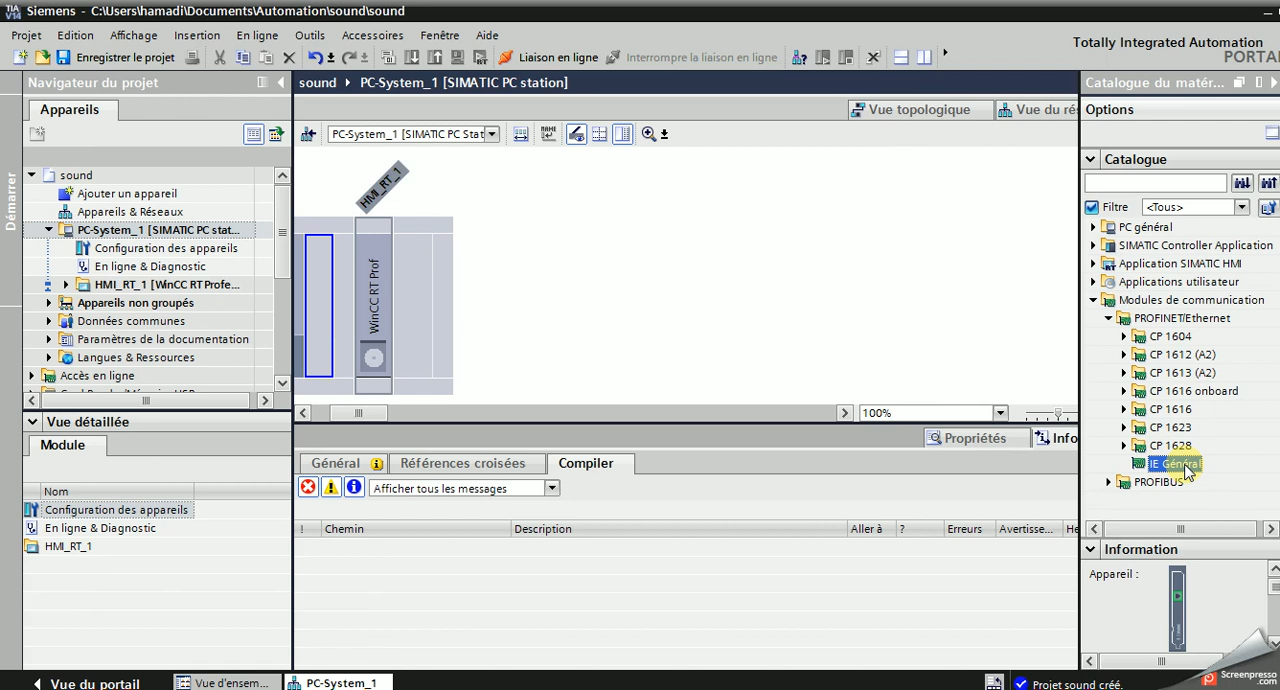 TIA V14 Siemens - C:\Users\hamadi\Documents\Automation\sound\sound
Projet Edition Affichage Insertion En ligne Outils Accessoires Fenêtre Aide
Totally Integrated Automation
PORTAL
Enregistrer le projet Liaison en ligne Interrompre la liaison en ligne
Navigateur du projet
sound PC-System_1 [SIMATIC PC station]
Catalogue du matér...
Appareils
Vue topologique Vue du rés
Options
PC-System_1 [SIMATIC PC Stat
Démarrer
sound
Ajouter un appareil
Appareils & Réseaux
PC-System_1 [SIMATIC PC stat...
Configuration des appareils
En ligne & Diagnostic
HMI_RT_1 [WinCC RT Profe...
Appareils non groupés
Données communes
Paramètres de la documentation
Langues & Ressources
Accès en ligne
HMI_RT_1
WinCC RT Prof
100%
Catalogue
Filtre <Tous>
PC général
SIMATIC Controller Application
Application SIMATIC HMI
Applications utilisateur
Modules de communication
PROFINET/Ethernet
CP 1604
CP 1612 (A2)
CP 1613 (A2)
CP 1616 onboard
CP 1616
CP 1623
CP 1628
IE Général
PROFIBUS
Vue détaillée
Module
Nom
Configuration des appareils
En ligne & Diagnostic
HMI_RT_1
Propriétés Info
Général Références croisées Compiler
Afficher tous les messages
! Chemin Description Aller à ? Erreurs Avertisse... He
Information
Appareil :
Vue du portail Vue d'ensem... PC-System_1 Projet sound créé.
Screenpresso
.com